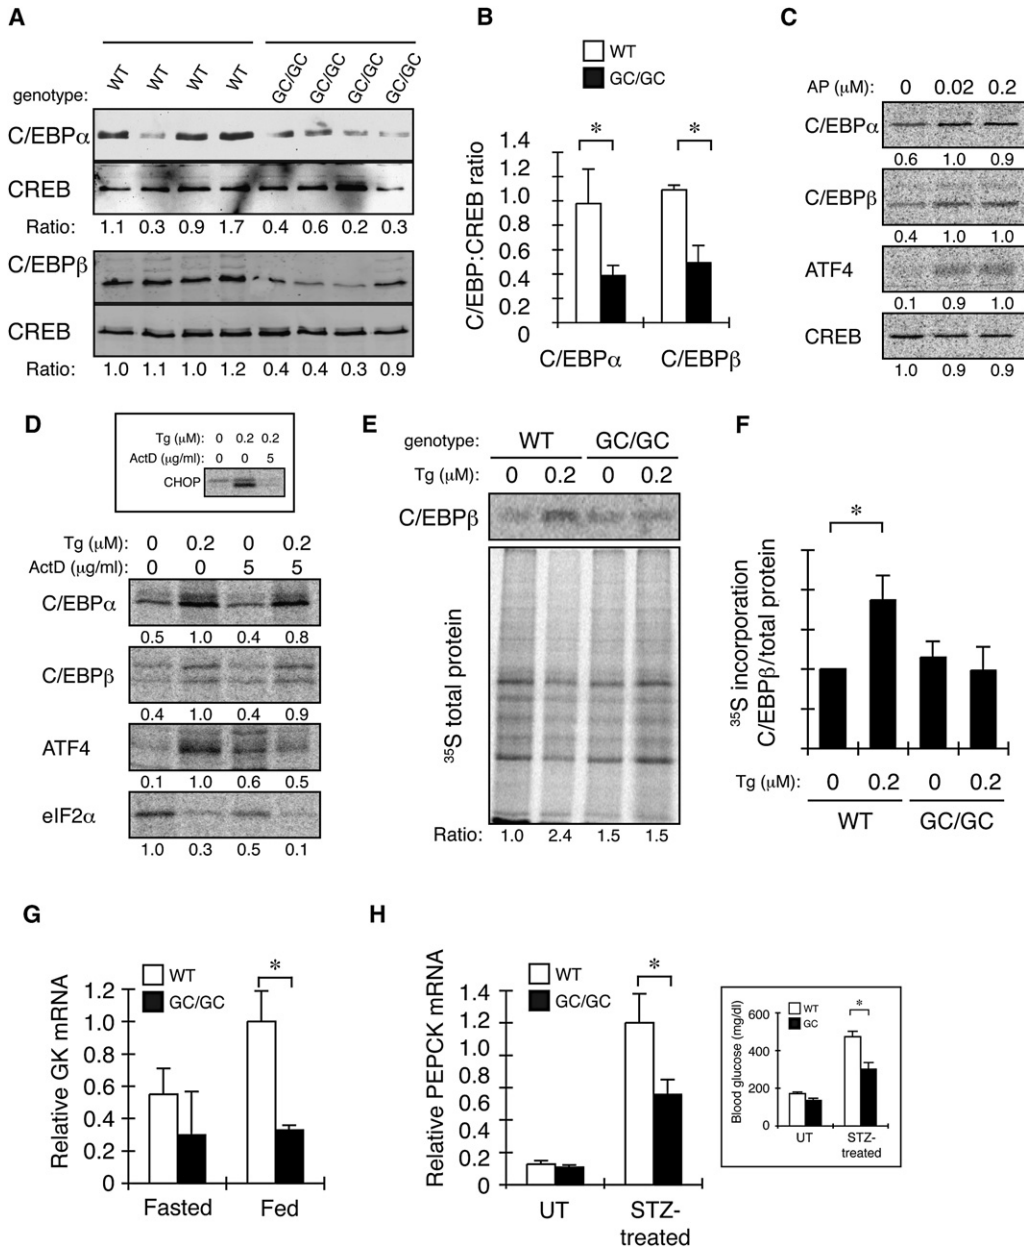 A
genotype: WT WT WT WT GC/GC GC/GC GC/GC GC/GC
C/EBPα
CREB
Ratio: 1.1 0.3 0.9 1.7 0.4 0.6 0.2 0.3
C/EBPβ
CREB
Ratio: 1.0 1.1 1.0 1.2 0.4 0.4 0.3 0.9
B
WT
GC/GC
* *
C/EBP:CREB ratio
1.4
1.2
1.0
0.8
0.6
0.4
0.2
0
C/EBPα C/EBPβ
C
AP (µM): 0 0.02 0.2
C/EBPα
0.6 1.0 0.9
C/EBPβ
0.4 1.0 1.0
ATF4
0.1 0.9 1.0
CREB
1.0 0.9 0.9
D
Tg (µM): 0 0.2 0.2
ActD (µg/ml): 0 0 5
CHOP
Tg (µM): 0 0.2 0 0.2
ActD (µg/ml): 0 0 5 5
C/EBPα
0.5 1.0 0.4 0.8
C/EBPβ
0.4 1.0 0.4 0.9
ATF4
0.1 1.0 0.6 0.5
eIF2α
1.0 0.3 0.5 0.1
E
genotype: WT GC/GC
Tg (µM): 0 0.2 0 0.2
C/EBPβ
35S total protein
Ratio: 1.0 2.4 1.5 1.5
F
*
35S incorporation
C/EBPβ/total protein
Tg (µM): 0 0.2 0 0.2
WT GC/GC
G
WT
GC/GC
*
Relative GK mRNA
1.2
1.0
0.8
0.6
0.4
0.2
0
Fasted Fed
H
WT
GC/GC
*
Relative PEPCK mRNA
1.4
1.2
1.0
0.8
0.6
0.4
0.2
0
UT STZ-
treated
WT
GC
*
Blood glucose (mg/dl)
600
400
200
0
UT STZ-
treated